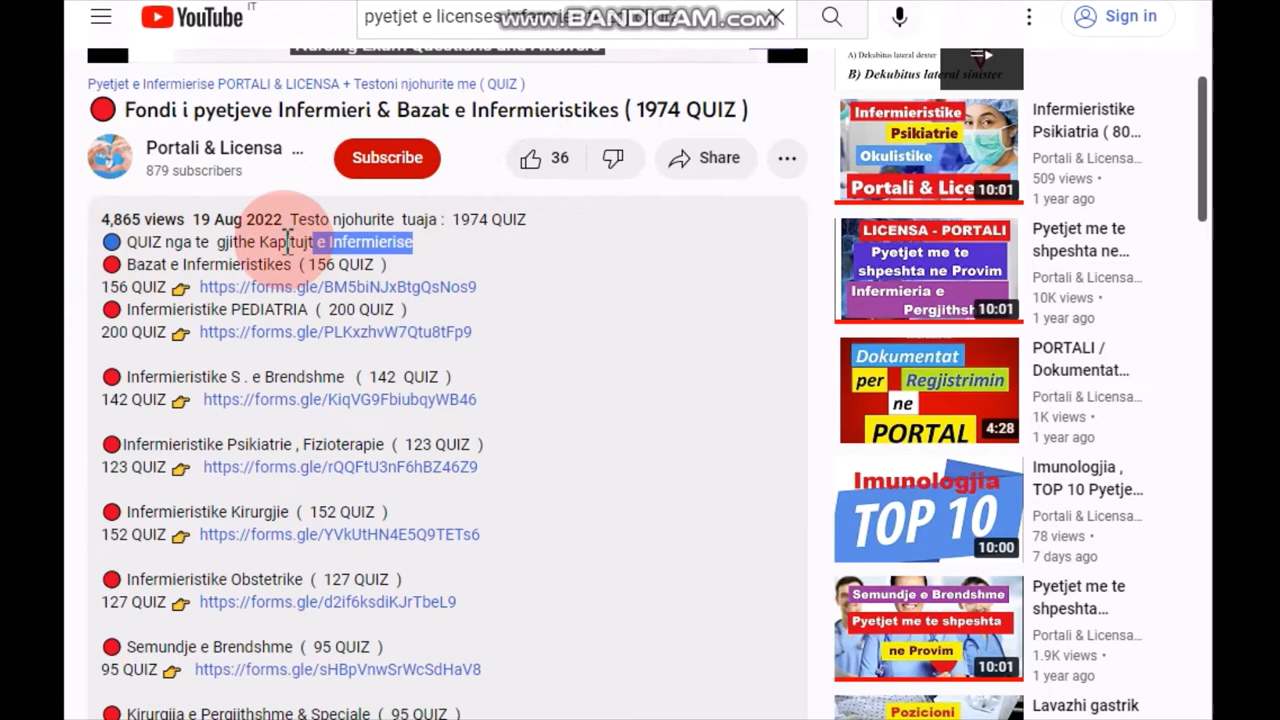 YouTube IT
pyetjet e licenses
www.BANDICAM.com
Sign in
Nursing Exam Questions and Answers
Pyetjet e Infermierise PORTALI & LICENSA + Testoni njohurite me ( QUIZ )
Fondi i pyetjeve Infermieri & Bazat e Infermieristikes ( 1974 QUIZ )
Portali & Licensa ...
879 subscribers
Subscribe
36
Share
4,865 views 19 Aug 2022 Testo njohurite tuaja : 1974 QUIZ
QUIZ nga te gjithe Kapitujt e Infermierise
Bazat e Infermieristikes ( 156 QUIZ )
156 QUIZ 👉 https://forms.gle/BM5biNJxBtgQsNos9
Infermieristike PEDIATRIA ( 200 QUIZ )
200 QUIZ 👉 https://forms.gle/PLKxzhvW7Qtu8tFp9
Infermieristike S . e Brendshme ( 142 QUIZ )
142 QUIZ 👉 https://forms.gle/KiqVG9FbiubqyWB46
Infermieristike Psikiatrie , Fizioterapie ( 123 QUIZ )
123 QUIZ 👉 https://forms.gle/rQQFtU3nF6hBZ46Z9
Infermieristike Kirurgjie ( 152 QUIZ )
152 QUIZ 👉 https://forms.gle/YVkUtHN4E5Q9TETs6
Infermieristike Obstetrike ( 127 QUIZ )
127 QUIZ 👉 https://forms.gle/d2if6ksdiKJrTbeL9
Semundje e Brendshme ( 95 QUIZ )
95 QUIZ 👉 https://forms.gle/sHBpVnwSrWcSdHaV8
Kirurgjia e Pergjithshme & Speciale ( 95 QUIZ )
A) Dekubitus lateral dexter
B) Dekubitus lateral sinister
Infermieristike
Psikiatrie
Okulistike
Portali & Lice
10:01
Infermieristike
Psikiatria ( 80...
Portali & Licensa...
509 views •
1 year ago
LICENSA - PORTALI
Pyetjet me te
shpeshta ne Provim
Infermieria e
Pergjithsh
10:01
Pyetjet me te
shpeshta ne...
Portali & Licensa...
10K views •
1 year ago
Dokumentat
per Regjistrimin
ne
PORTAL
4:28
PORTALI /
Dokumentat...
Portali & Licensa...
1K views •
1 year ago
Imunologjia
TOP 10
10:00
Imunologjia ,
TOP 10 Pyetje...
Portali & Licensa...
78 views •
7 days ago
Semundje e Brendshme
Pyetjet me te shpeshta
ne Provim
10:01
Pyetjet me te
shpeshta...
Portali & Licensa...
1.9K views •
1 year ago
Pozicioni
Lavazhi gastrik